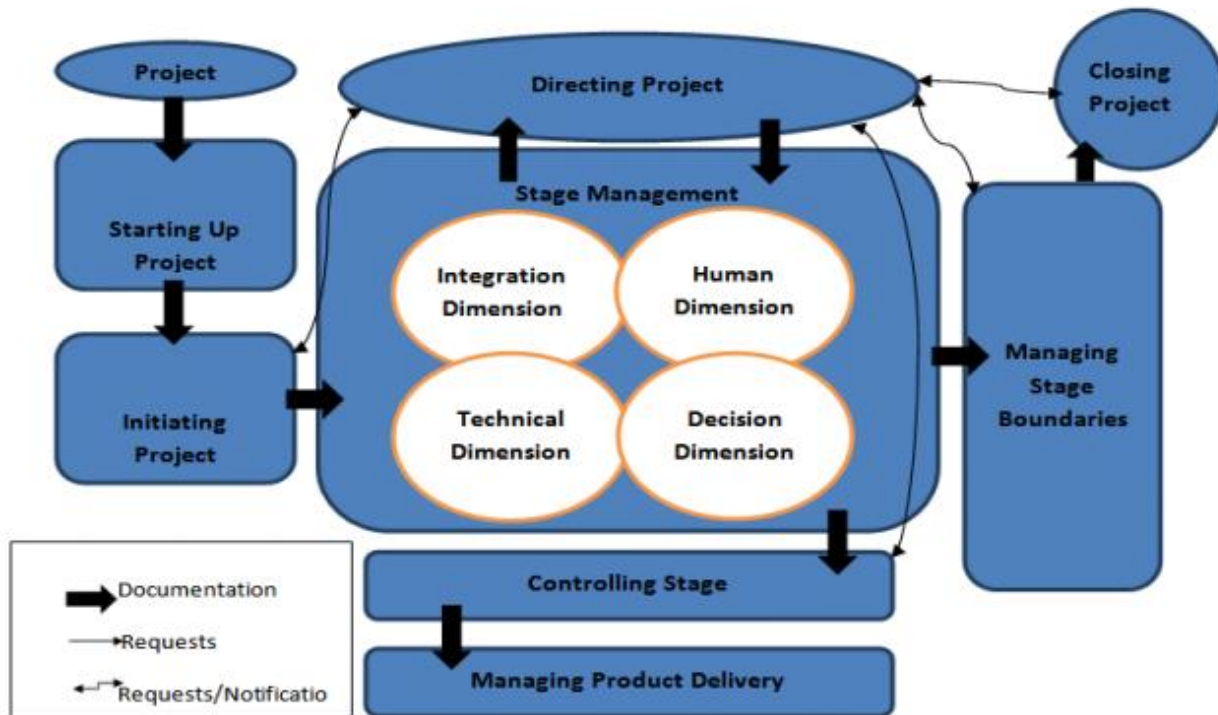 Project
Directing Project
Closing
Project
Starting Up
Project
Stage Management
Integration
Dimension
Human
Dimension
Initiating
Project
Technical
Dimension
Decision
Dimension
Managing
Stage
Boundaries
Controlling Stage
Managing Product Delivery
Documentation
Requests
Requests/Notificatio